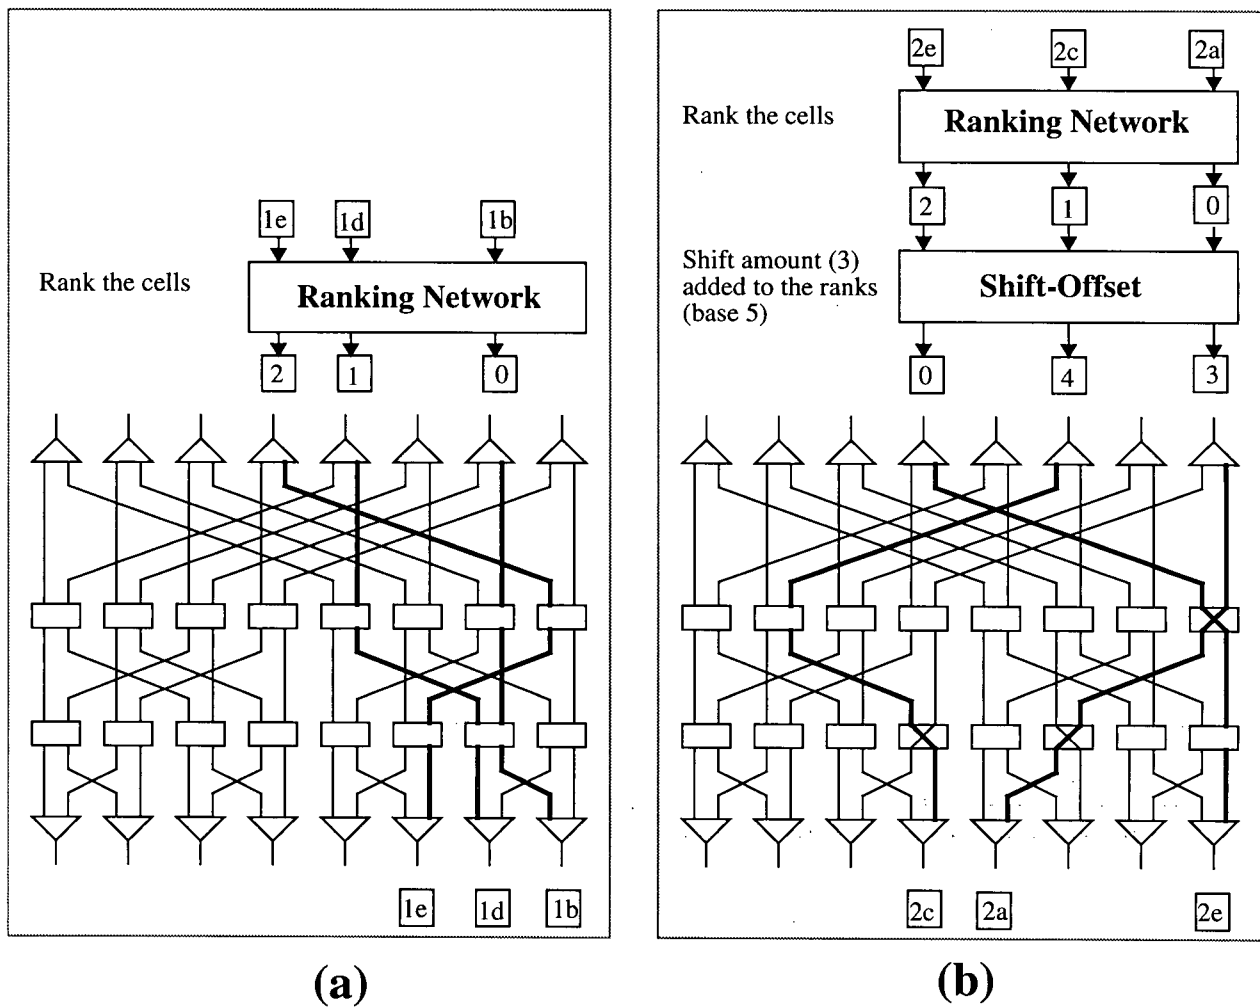 1e 1d 1b
Rank the cells
Ranking Network
2 1 0
1e 1d 1b
(a)
2e 2c 2a
Rank the cells
Ranking Network
2 1 0
Shift amount (3)
added to the ranks
(base 5)
Shift-Offset
0 4 3
2c 2a 2e
(b)